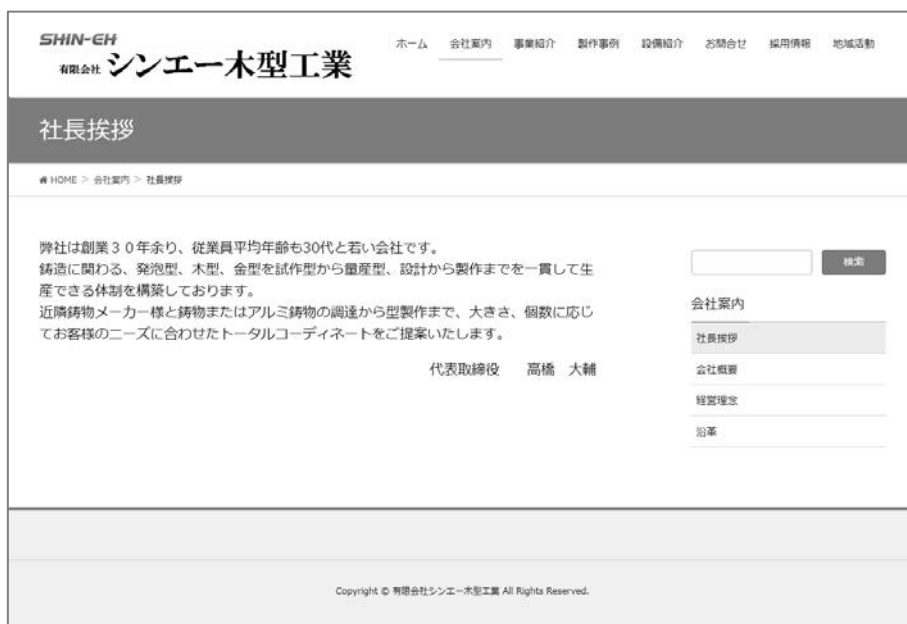 SHIN-EH
有限会社 シンエー木型工業
ホーム 会社案内 事業紹介 製作事例 設備紹介 お問合せ 採用情報 地域活動
社長挨拶
HOME > 会社案内 > 社長挨拶
弊社は創業３０年余り、従業員平均年齢も30代と若い会社です。
鋳造に関わる、発泡型、木型、金型を試作型から量産型、設計から製作までを一貫して生
産できる体制を構築しております。
近隣鋳物メーカー様と鋳物またはアルミ鋳物の調達から型製作まで、大きさ、個数に応じ
てお客様のニーズに合わせたトータルコーディネートをご提案いたします。
代表取締役　高橋　大輔
検索
会社案内
社長挨拶
会社概要
経営理念
沿革
Copyright © 有限会社シンエー木型工業 All Rights Reserved.